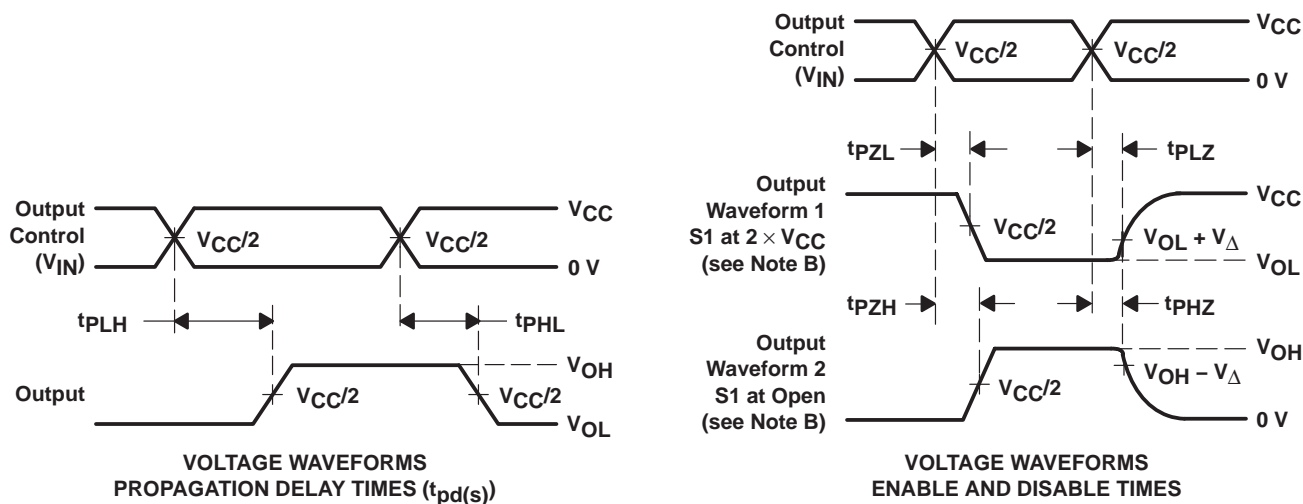 Output
Control
(VIN)
VCC
VCC/2
VCC/2
0 V
tPLH
tPHL
Output
VOH
VCC/2
VCC/2
VOL
VOLTAGE WAVEFORMS
PROPAGATION DELAY TIMES (tpd(s))
Output
Control
(VIN)
VCC
VCC/2
VCC/2
0 V
tPZL
tPLZ
Output
Waveform 1
S1 at 2 × VCC
(see Note B)
VCC
VCC/2
VOL + VΔ
VOL
tPZH
tPHZ
Output
Waveform 2
S1 at Open
(see Note B)
VOH
VCC/2
VOH – VΔ
0 V
VOLTAGE WAVEFORMS
ENABLE AND DISABLE TIMES